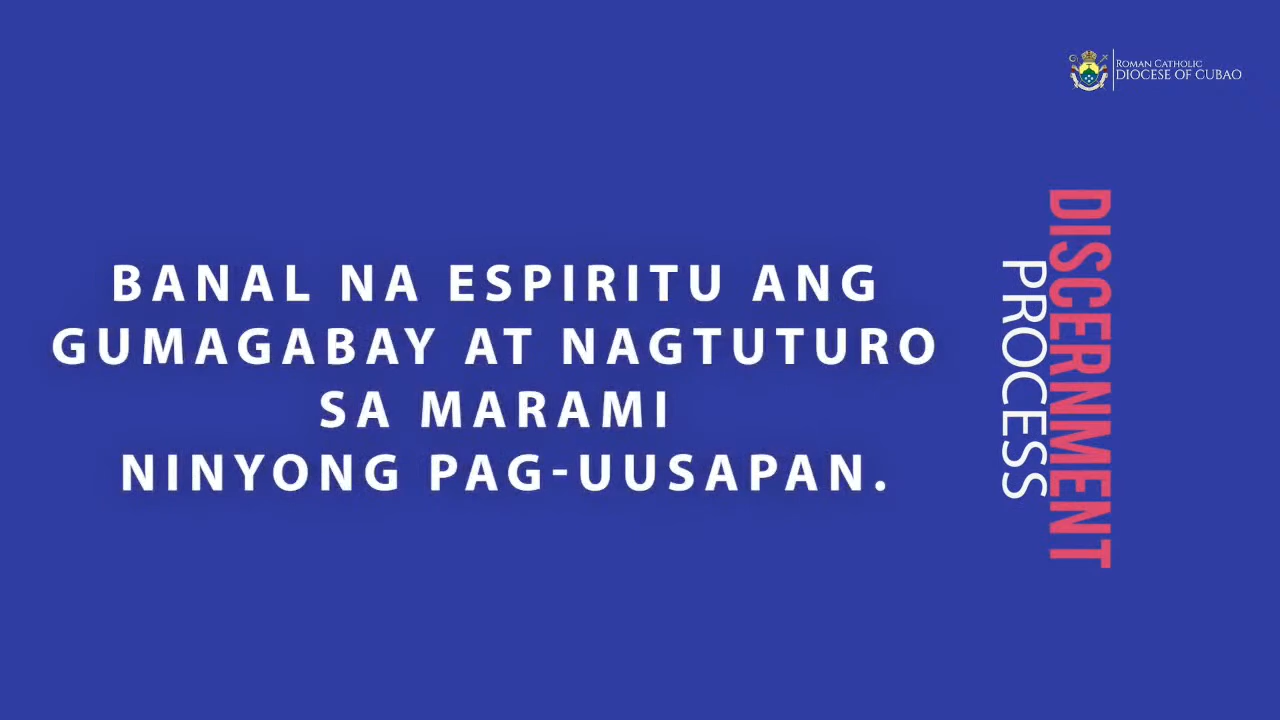 ROMAN CATHOLIC
DIOCESE OF CUBAO
BANAL NA ESPIRITU ANG
GUMAGABAY AT NAGTUTURO
SA MARAMI
NINYONG PAG-UUSAPAN.
DISCERNMENT
PROCESS